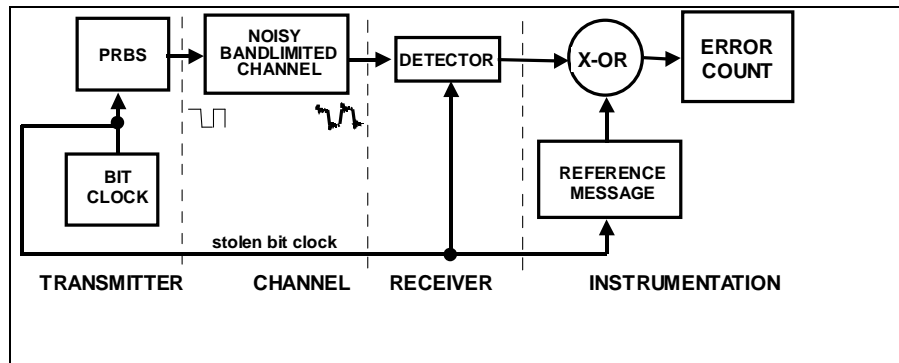 PRBS
NOISY
BANDLIMITED
CHANNEL
DETECTOR
X-OR
ERROR
COUNT
BIT
CLOCK
REFERENCE
MESSAGE
stolen bit clock
TRANSMITTER
CHANNEL
RECEIVER
INSTRUMENTATION